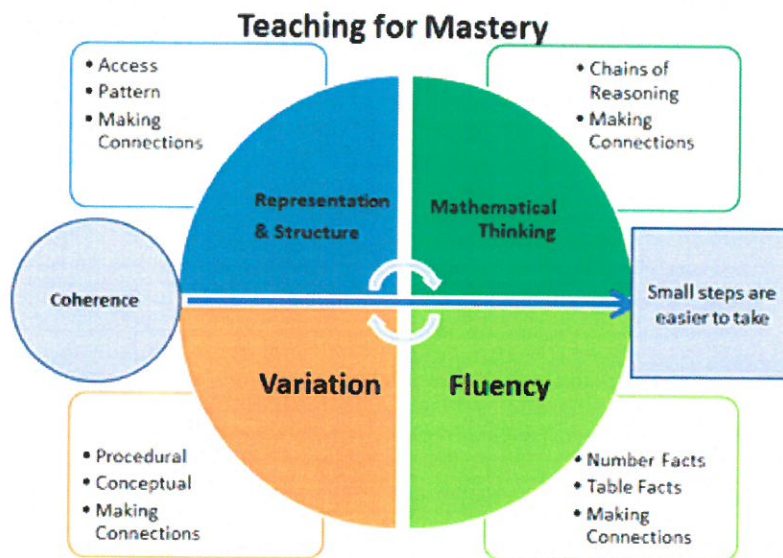 Teaching for Mastery
• Access
• Pattern
• Making
Connections
• Chains of
Reasoning
• Making
Connections
Representation
& Structure
Mathematical
Thinking
Coherence
Small steps are
easier to take
Variation
Fluency
• Procedural
• Conceptual
• Making
Connections
• Number Facts
• Table Facts
• Making
Connections